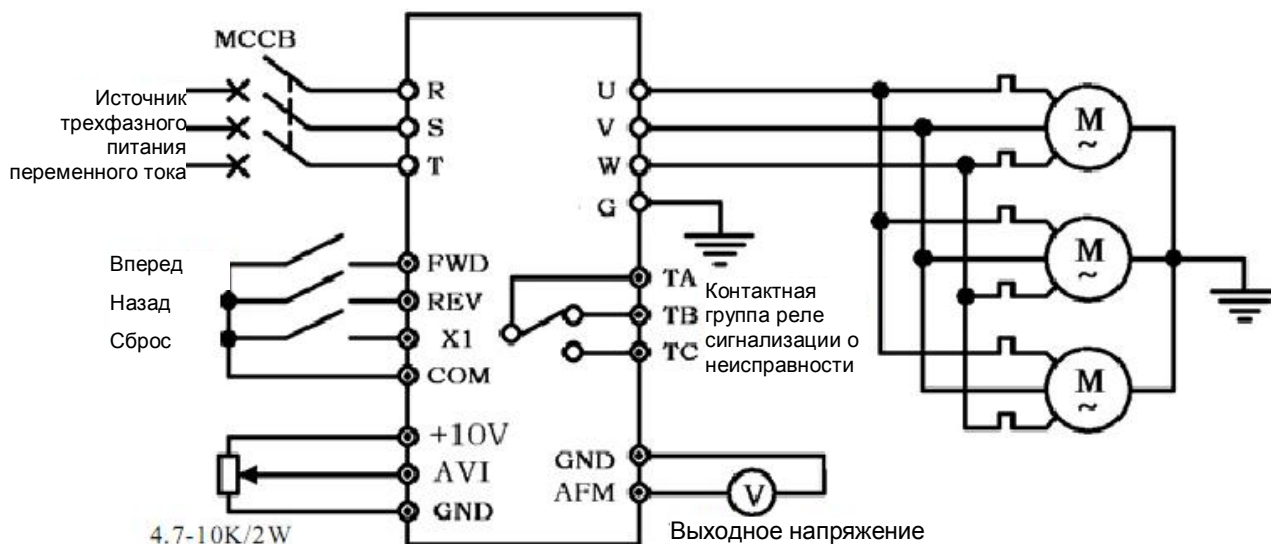 MCCB
Источник
трехфазного
питания
переменного тока
R
S
T
U
V
W
G
M
~
M
~
M
~
Вперед
Назад
Сброс
FWD
REV
X1
COM
TA
TB
TC
Контактная
группа реле
сигнализации о
неисправности
+10V
AVI
GND
4.7-10K/2W
GND
AFM
V
Выходное напряжение